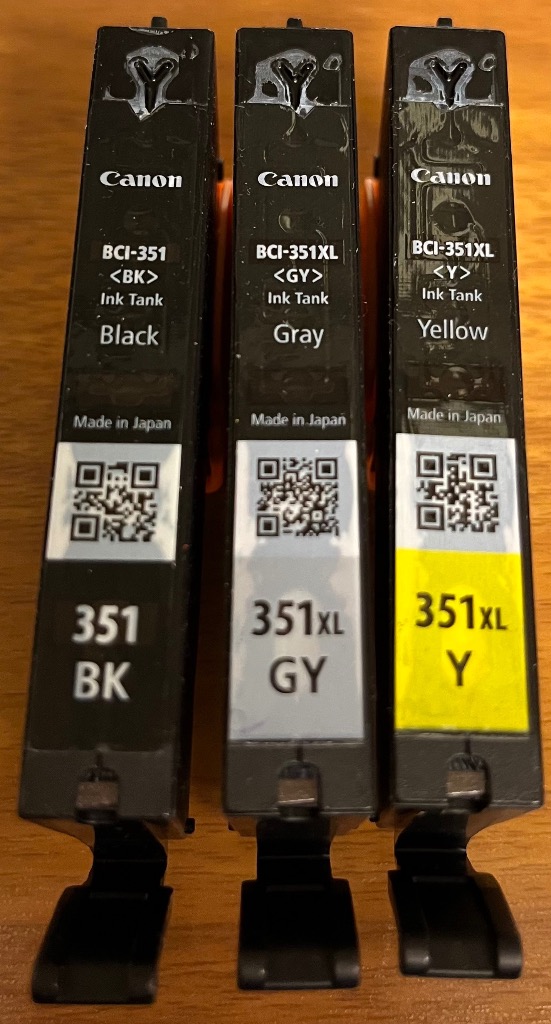 Canon
BCI-351
<BK>
Ink Tank
Black
Made in Japan
351
BK
Canon
BCI-351XL
<GY>
Ink Tank
Gray
Made in Japan
351XL
GY
Canon
BCI-351XL
<Y>
Ink Tank
Yellow
Made in Japan
351XL
Y